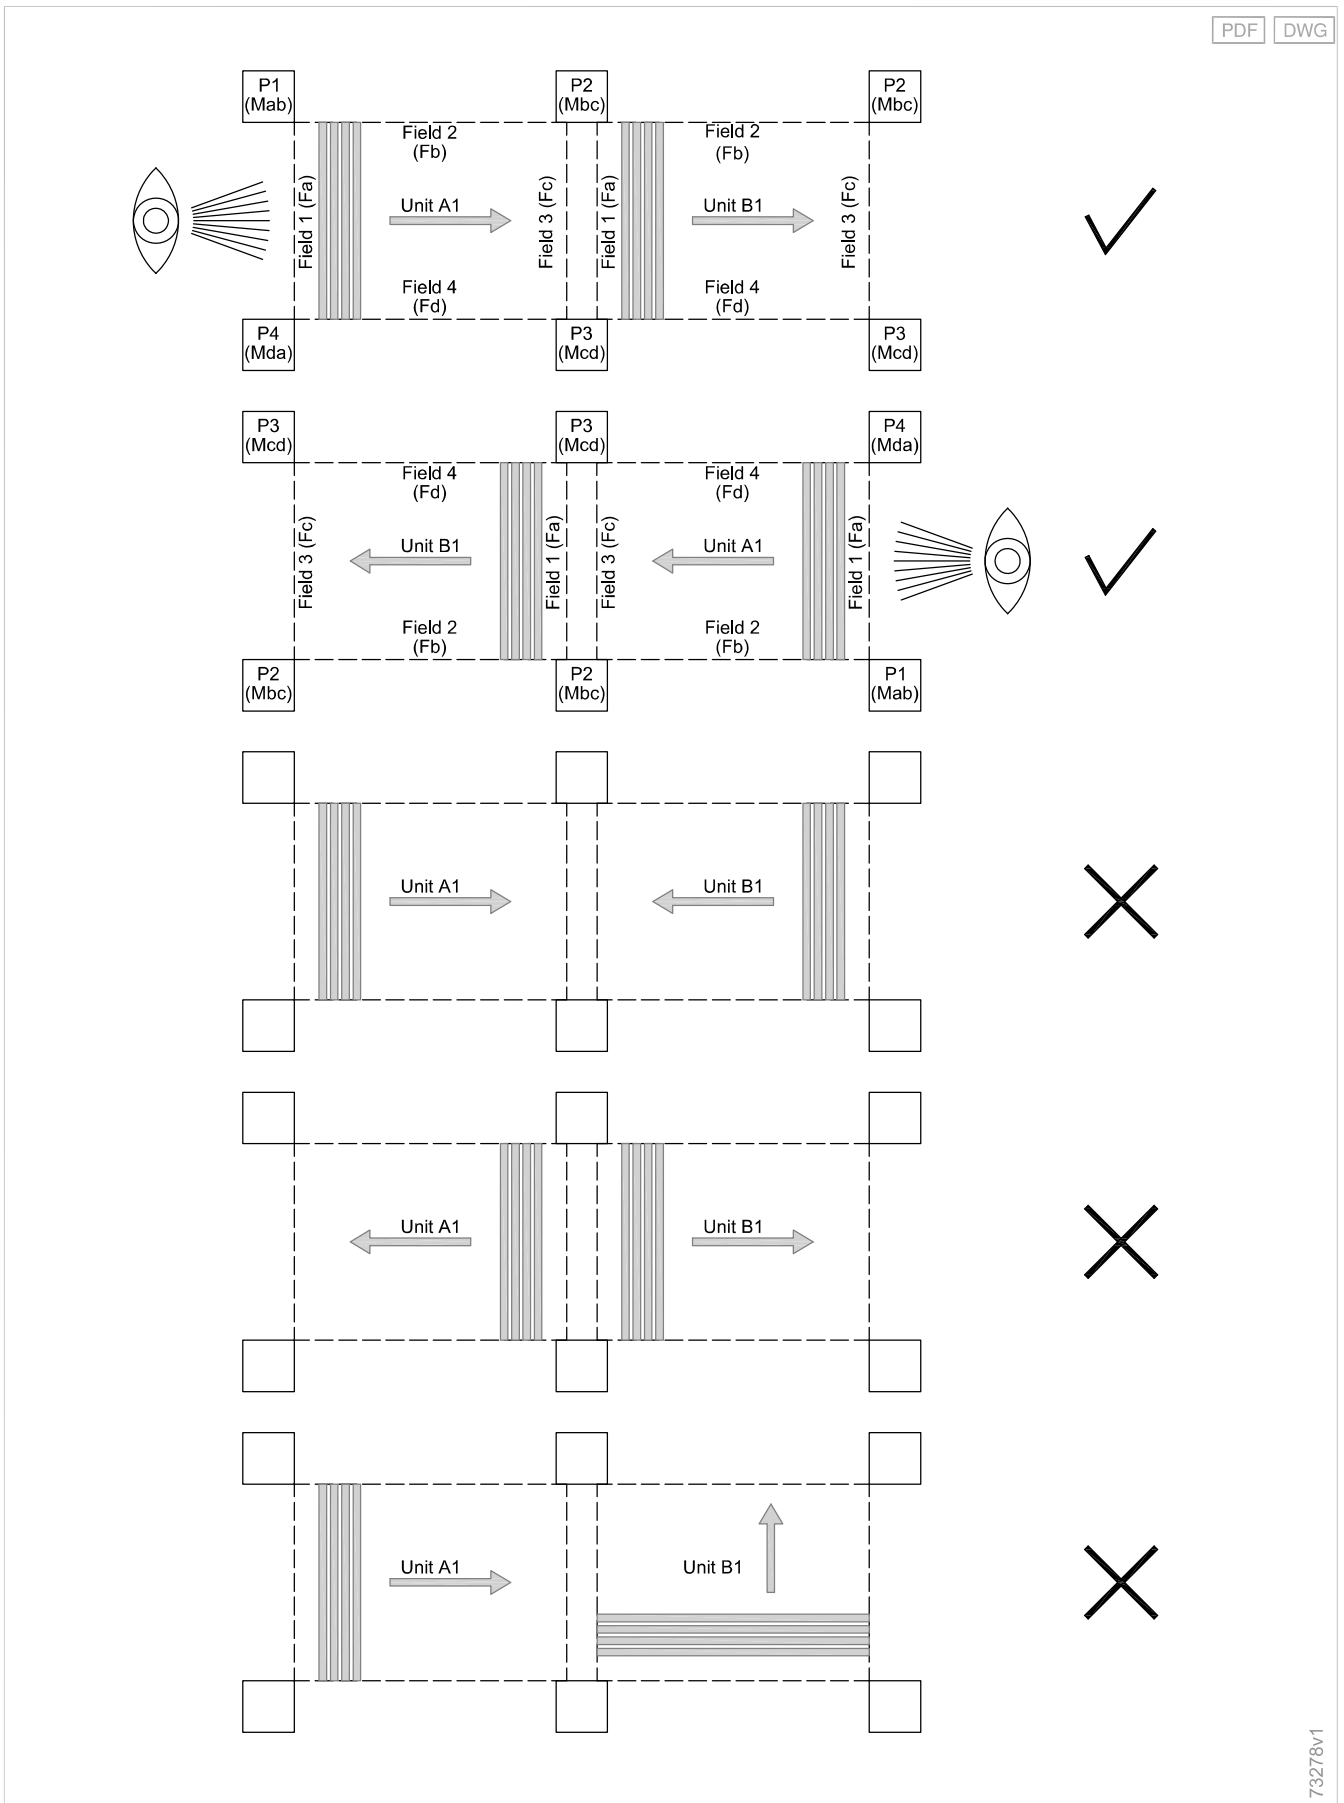 PDF DWG
P1
(Mab)
P2
(Mbc)
P2
(Mbc)
Field 2
(Fb)
Field 2
(Fb)
Field 1 (Fa)
Unit A1
Field 3 (Fc)
Field 1 (Fa)
Unit B1
Field 3 (Fc)
Field 4
(Fd)
Field 4
(Fd)
P4
(Mda)
P3
(Mcd)
P3
(Mcd)
P3
(Mcd)
P3
(Mcd)
P4
(Mda)
Field 4
(Fd)
Field 4
(Fd)
Field 3 (Fc)
Unit B1
Field 1 (Fa)
Field 3 (Fc)
Unit A1
Field 1 (Fa)
Field 2
(Fb)
Field 2
(Fb)
P2
(Mbc)
P2
(Mbc)
P1
(Mab)
Unit A1
Unit B1
Unit A1
Unit B1
Unit A1
Unit B1
73278v1